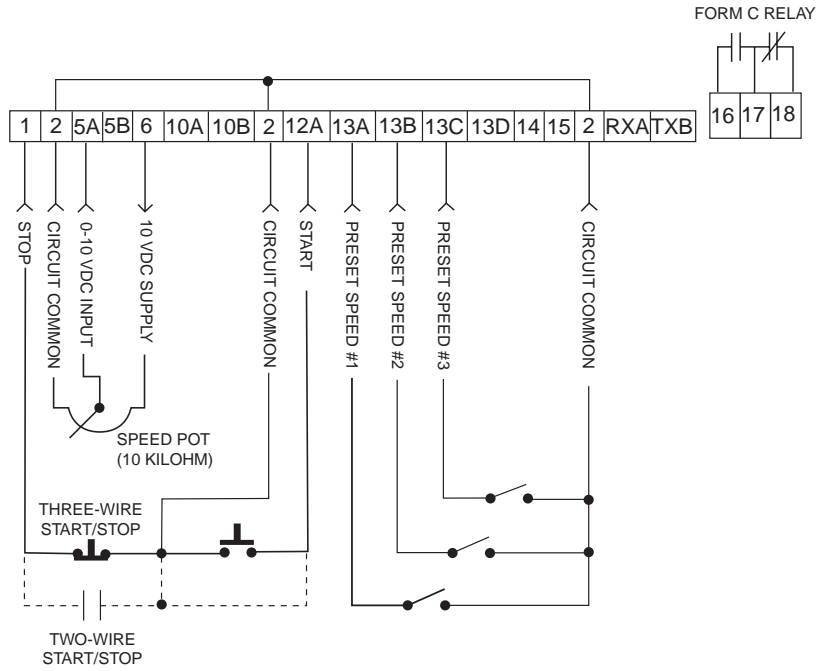 FORM C RELAY
16 17 18
1 2 5A 5B 6 10A 10B 2 12A 13A 13B 13C 13D 14 15 2 RXA TXB
STOP
CIRCUIT COMMON
0-10 VDC INPUT
10 VDC SUPPLY
CIRCUIT COMMON
START
PRESET SPEED #1
PRESET SPEED #2
PRESET SPEED #3
CIRCUIT COMMON
SPEED POT
(10 KILOHM)
THREE-WIRE
START/STOP
TWO-WIRE
START/STOP